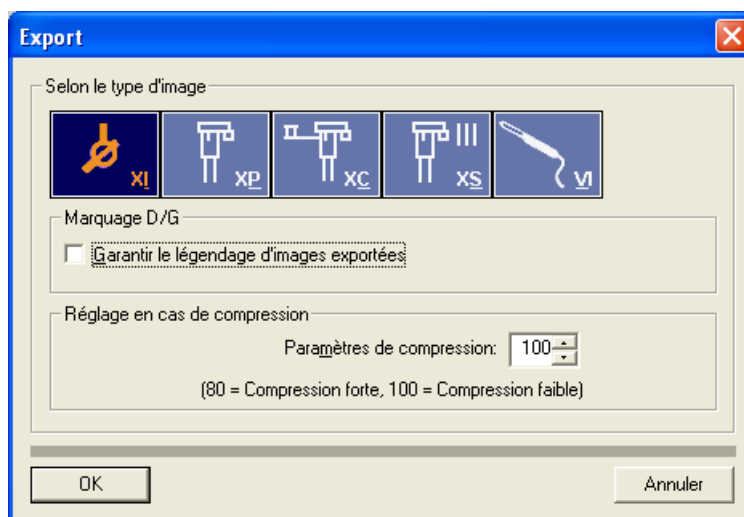 Export
Selon le type d'image
XI XP XC XS VI
Marquage D/G
Garantir le légendage d'images exportées
Réglage en cas de compression
Paramètres de compression: 100
(80 = Compression forte, 100 = Compression faible)
OK Annuler